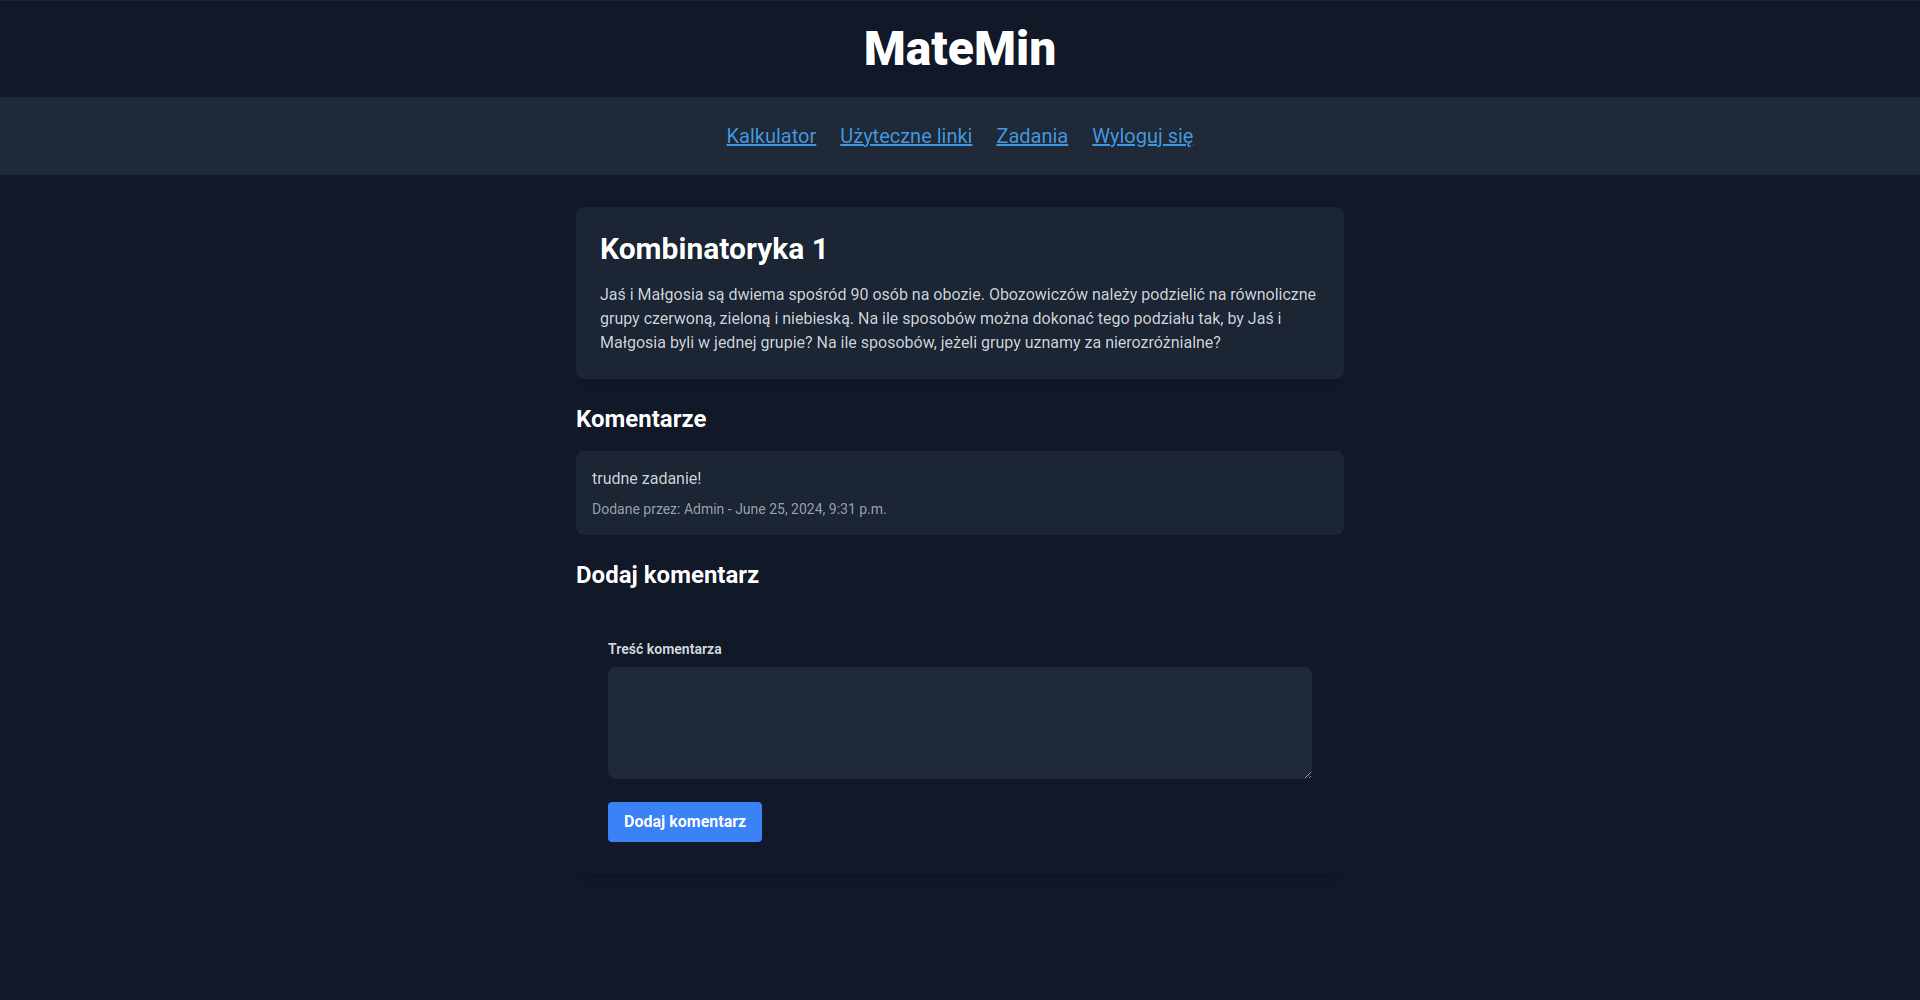 MateMin
Kalkulator Użyteczne linki Zadania Wyloguj się
Kombinatoryka 1
Jaś i Małgosia są dwiema spośród 90 osób na obozie. Obozowiczów należy podzielić na równoliczne
grupy czerwoną, zieloną i niebieską. Na ile sposobów można dokonać tego podziału tak, by Jaś i
Małgosia byli w jednej grupie? Na ile sposobów, jeżeli grupy uznamy za nierozróżnialne?
Komentarze
trudne zadanie!
Dodane przez: Admin - June 25, 2024, 9:31 p.m.
Dodaj komentarz
Treść komentarza
Dodaj komentarz